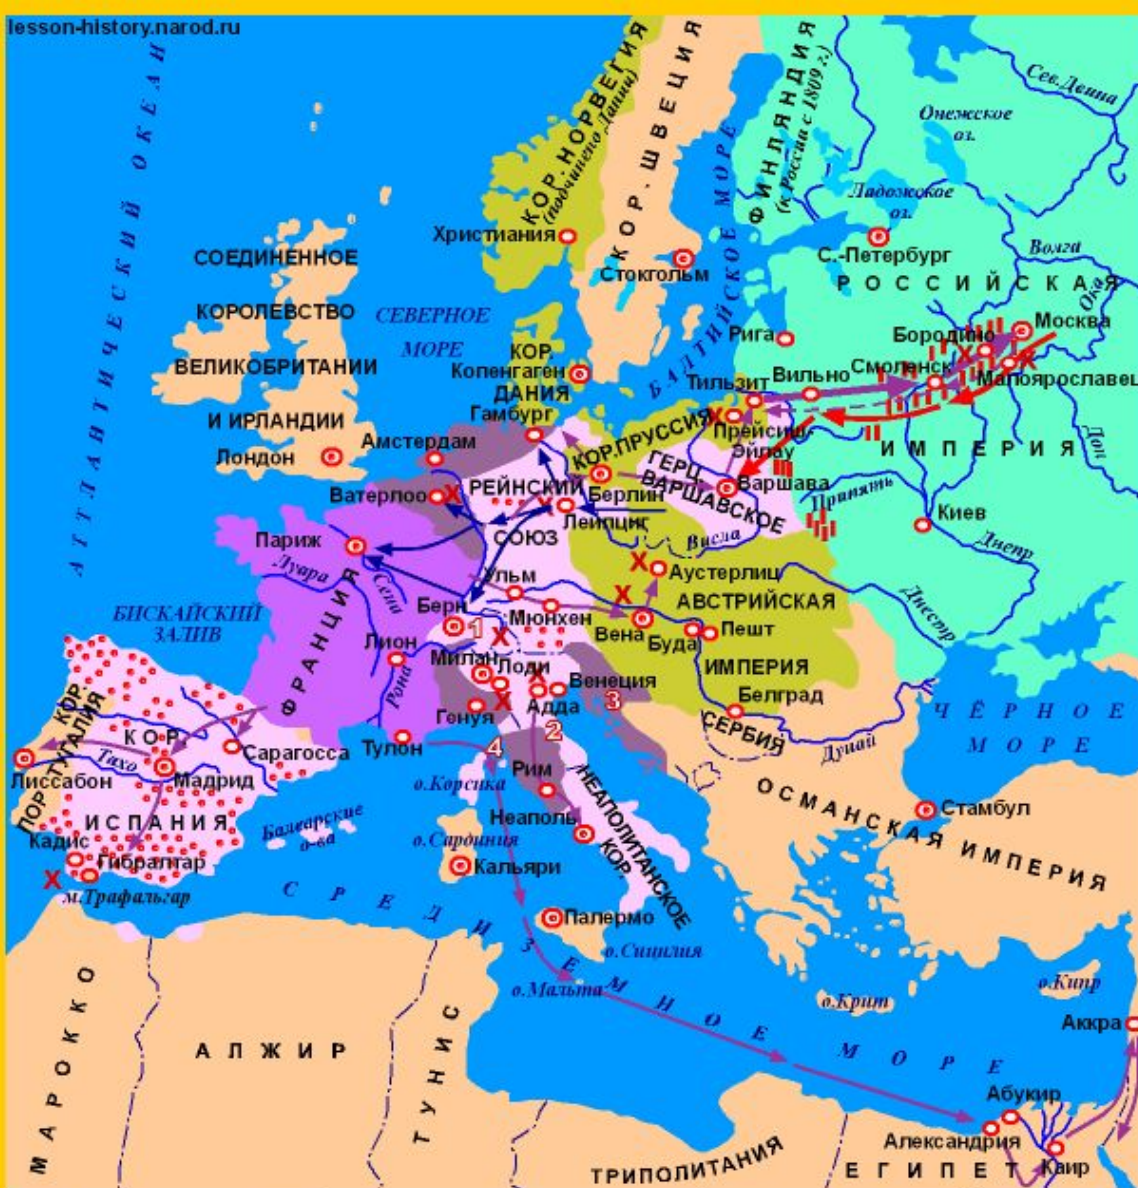 lesson-history.narod.ru
АТЛАНТИЧЕСКИЙ ОКЕАН
КОР. НОРВЕГИЯ
(подчинено Дании)
КОР. ШВЕЦИЯ
ФИНЛЯНДИЯ
(к России с 1809 г.)
Сев. Двина
Онежское
оз.
Ладожское
оз.
Христиания
Стокгольм
С.-Петербург
Волга
РОССИЙСКАЯ
Ока
СОЕДИНЕННОЕ
КОРОЛЕВСТВО
ВЕЛИКОБРИТАНИИ
И ИРЛАНДИИ
Лондон
СЕВЕРНОЕ
МОРЕ
БАЛТИЙСКОЕ МОРЕ
КОР.
Копенгаген
ДАНИЯ
Гамбург
Амстердам
Рига
Бородино
Москва
Тильзит
Вильно
Смоленск
Малоярославец
КОР.ПРУССИЯ
Прейсиш-
Эйлау
ИМПЕРИЯ
Дон
Ватерлоо
РЕЙНСКИЙ
СОЮЗ
Берлин
Лейпциг
ГЕРЦ.
ВАРШАВСКОЕ
Варшава
Припять
Киев
Днепр
Висла
Париж
Луара
Сена
ФРАНЦИЯ
Ульм
Аустерлиц
АВСТРИЙСКАЯ
Днестр
БИСКАЙСКИЙ
ЗАЛИВ
Берн
1
Мюнхен
Вена
Буда
Пешт
ИМПЕРИЯ
Лион
Милан
Лоди
Венеция
Рона
Генуя
Адда
3
Белград
СЕРБИЯ
Дунай
ЧЁРНОЕ
МОРЕ
2
4
КОР.
ПОРТУГАЛИЯ
КОР.
ИСПАНИЯ
Сарагосса
Тулон
Лиссабон
Тахо
Мадрид
о.Корсика
Рим
НЕАПОЛИТАНСКОЕ
КОР.
ОСМАНСКАЯ ИМПЕРИЯ
Стамбул
Балеарские
о-ва
о.Сардиния
Неаполь
Кадис
Гибралтар
м.Трафальгар
Кальяри
Палермо
о.Сицилия
СРЕДИЗЕМНОЕ МОРЕ
о.Мальта
о.Крит
о.Кипр
Аккра
МАРОККО
АЛЖИР
ТУНИС
Абукир
Александрия
Каир
ТРИПОЛИТАНИЯ
ЕГИПЕТ